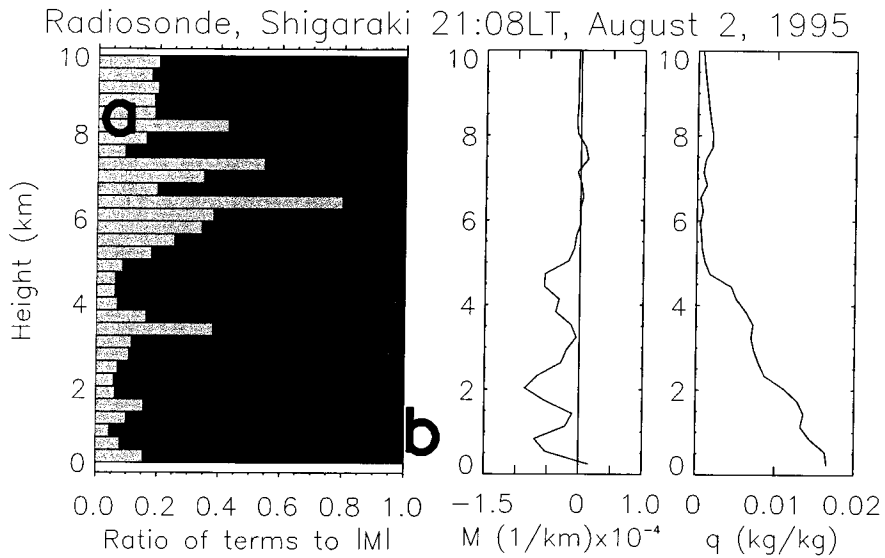 Radiosonde, Shigaraki 21:08LT, August 2, 1995
Height (km)
10
8
6
4
2
0
a
b
0.0 0.2 0.4 0.6 0.8 1.0
Ratio of terms to |M|
10
8
6
4
2
0
−1.5 0 1.0
M (1/km)x10⁻⁴
10
8
6
4
2
0
0 0.01 0.02
q (kg/kg)